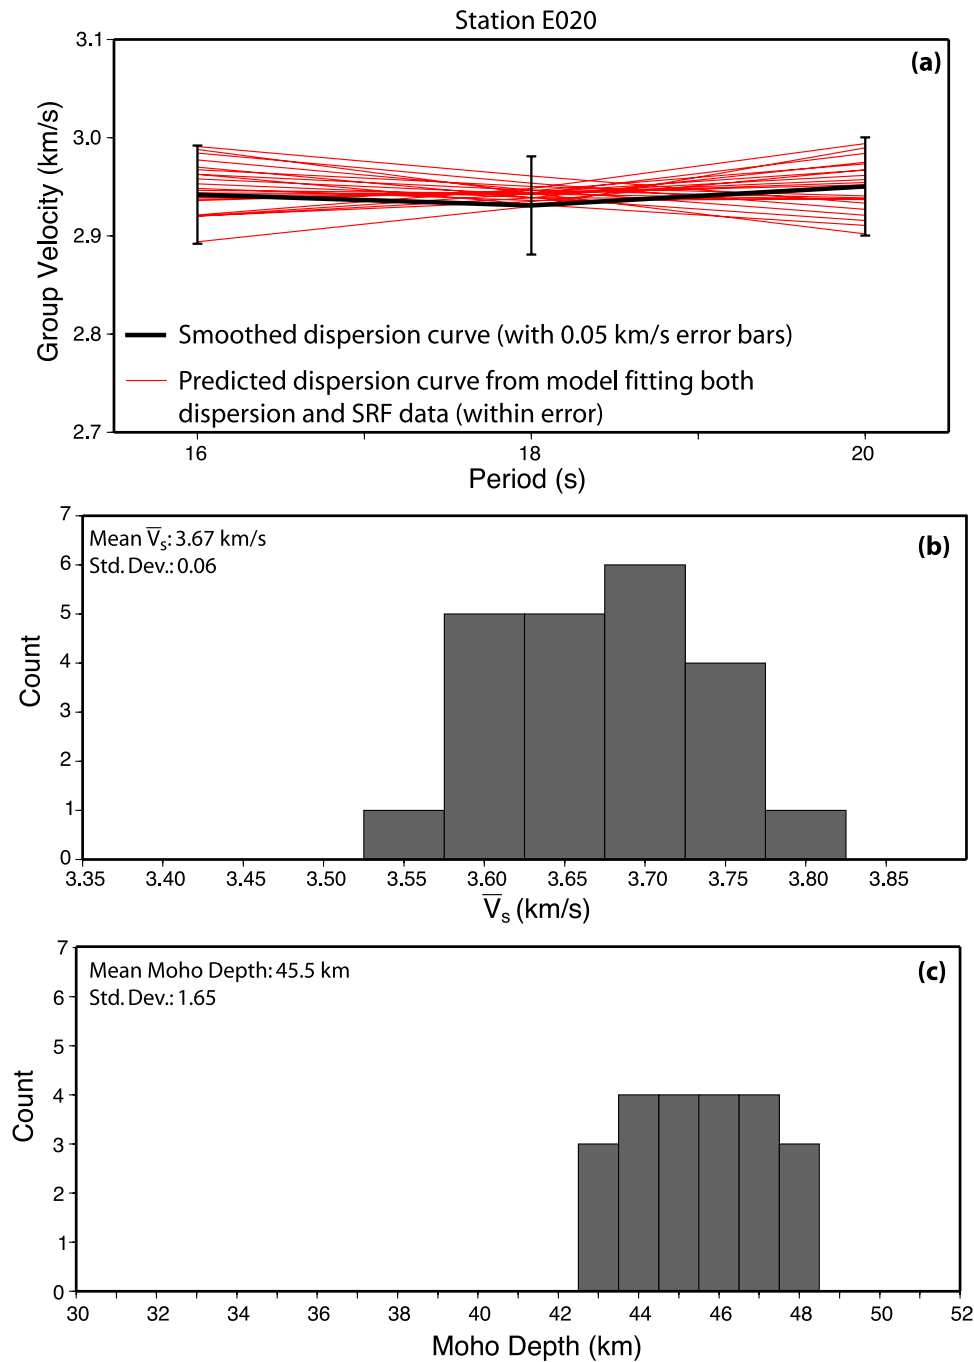 Station E020
(a)
3.1
3.0
2.9
2.8
2.7
Group Velocity (km/s)
Smoothed dispersion curve (with 0.05 km/s error bars)
Predicted dispersion curve from model fitting both
dispersion and SRF data (within error)
16 18 20
Period (s)
(b)
Mean V̅s: 3.67 km/s
Std. Dev.: 0.06
7
6
5
4
3
2
1
0
Count
3.35 3.40 3.45 3.50 3.55 3.60 3.65 3.70 3.75 3.80 3.85
V̅s (km/s)
(c)
Mean Moho Depth: 45.5 km
Std. Dev.: 1.65
7
6
5
4
3
2
1
0
Count
30 32 34 36 38 40 42 44 46 48 50 52
Moho Depth (km)